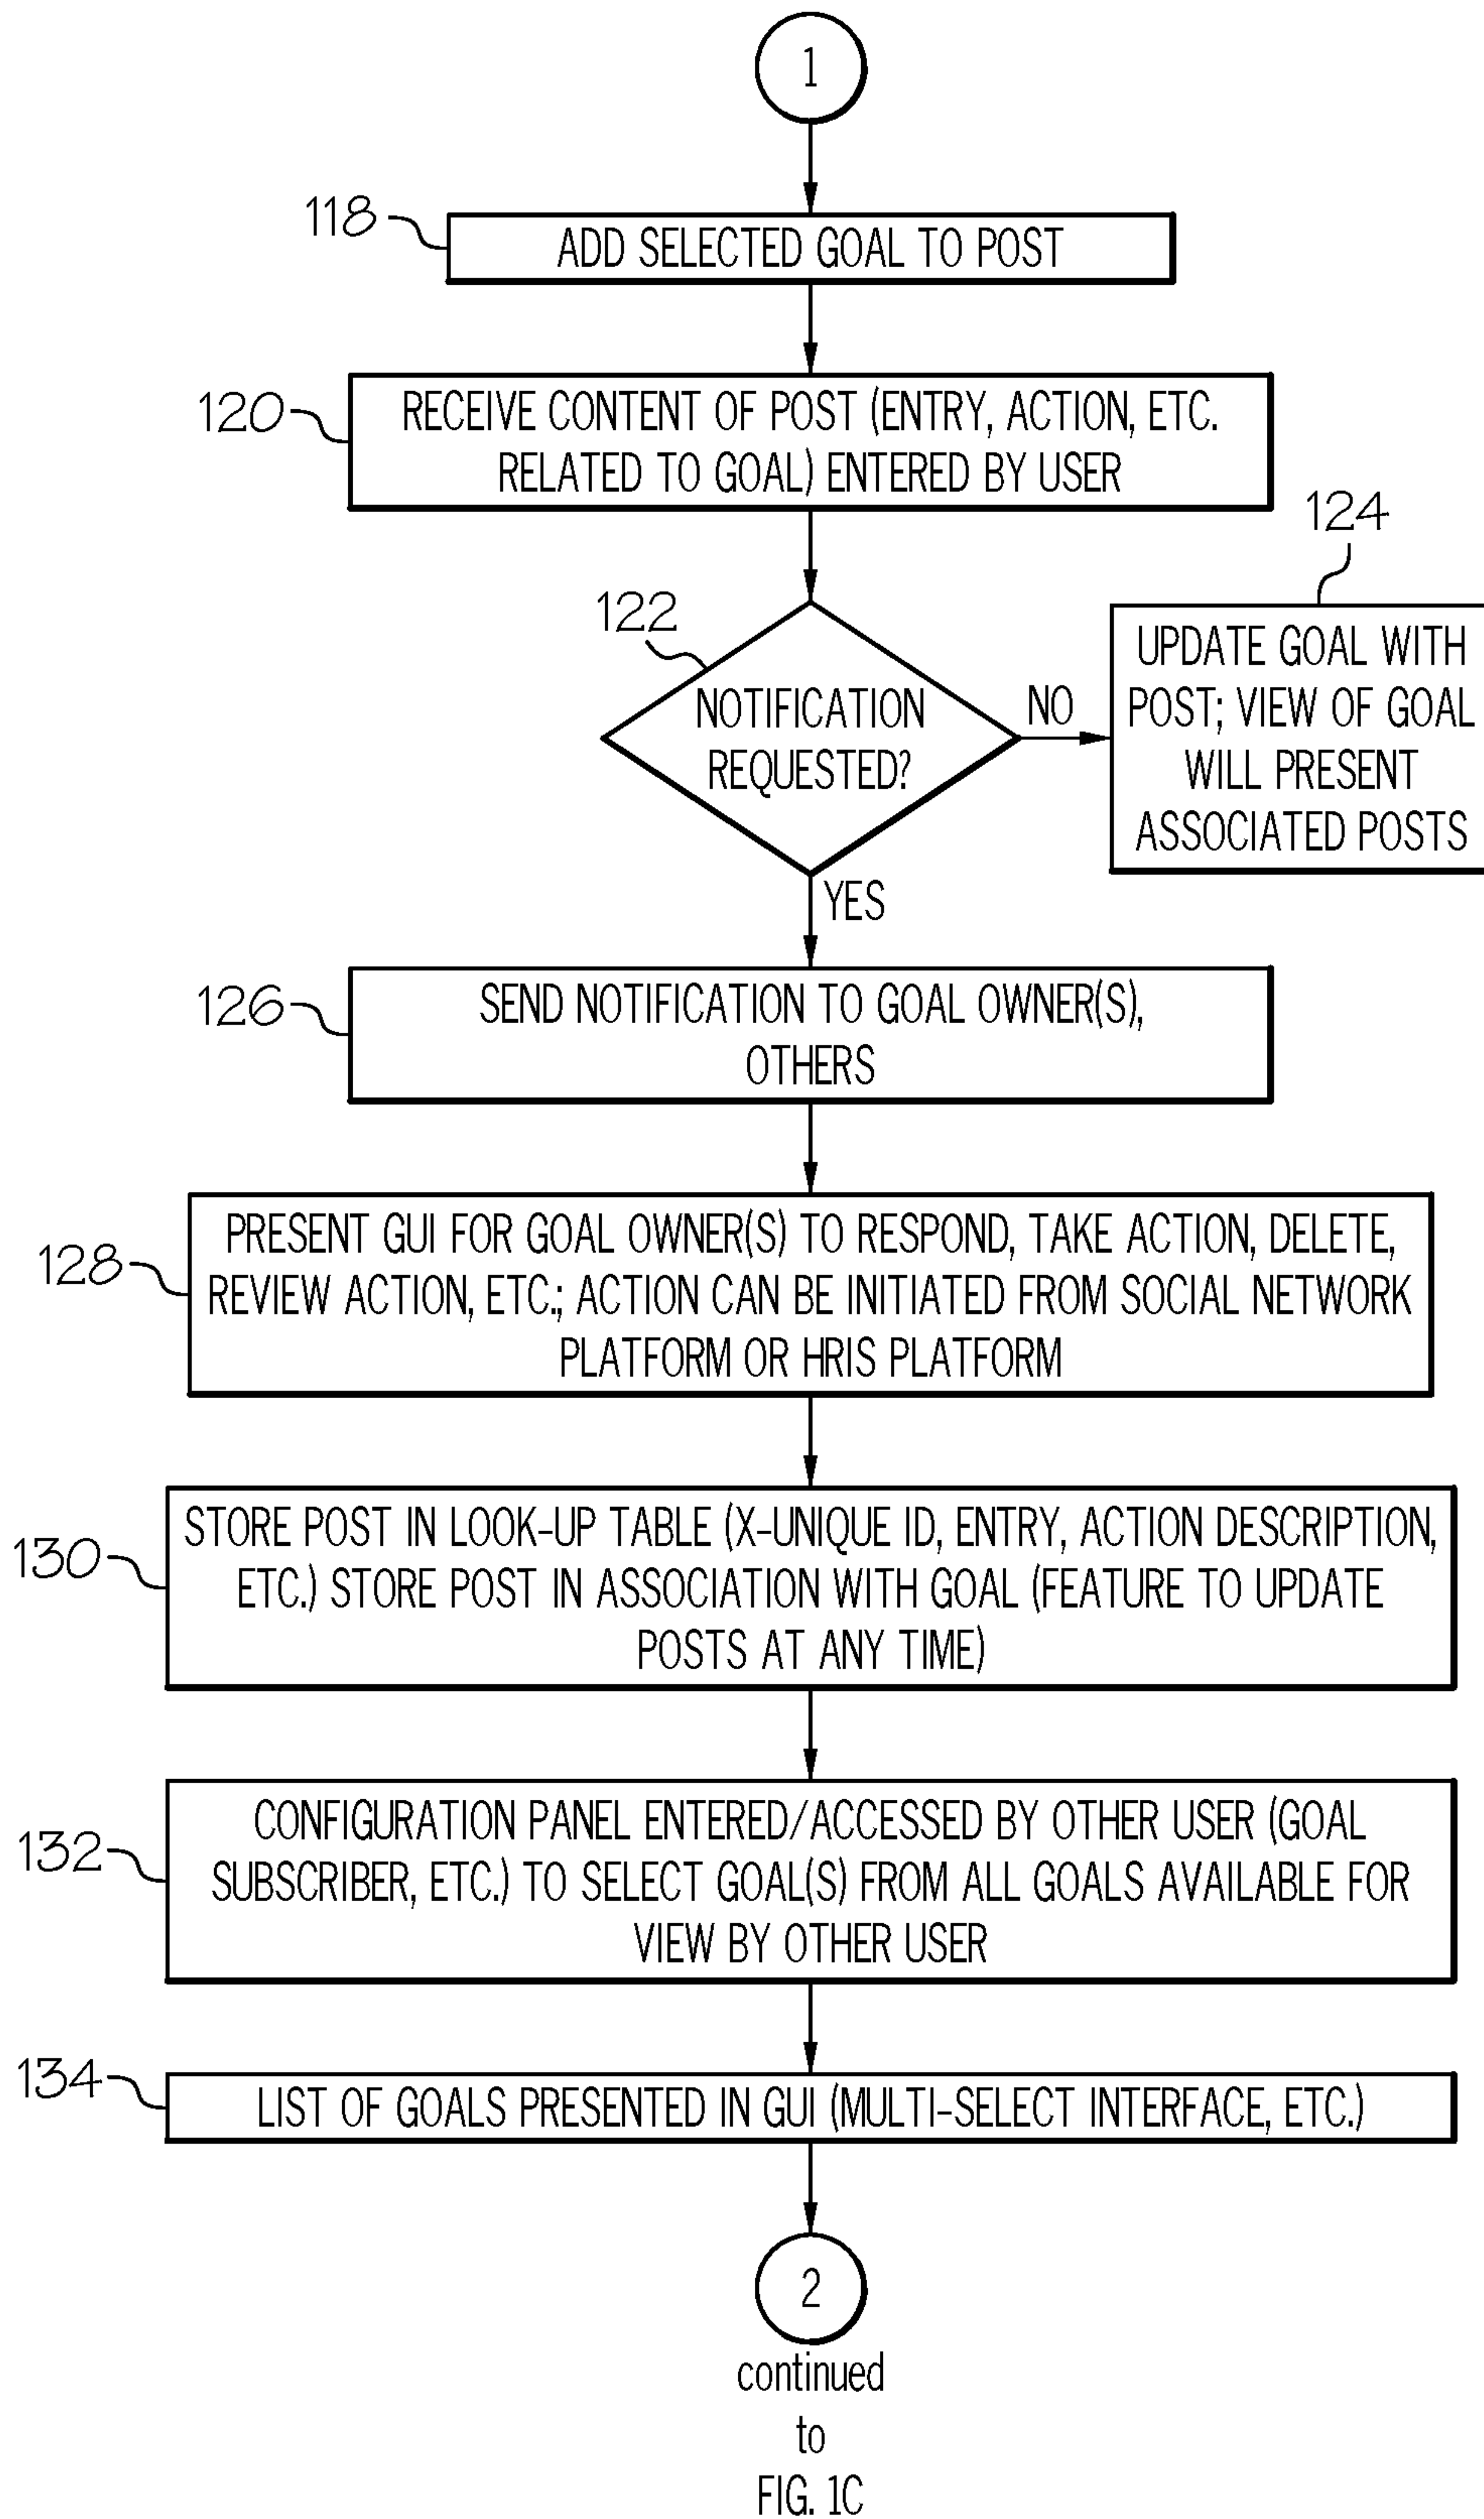 1
118
ADD SELECTED GOAL TO POST
120
RECEIVE CONTENT OF POST (ENTRY, ACTION, ETC.
RELATED TO GOAL) ENTERED BY USER
122
NOTIFICATION
REQUESTED?
NO
124
UPDATE GOAL WITH
POST; VIEW OF GOAL
WILL PRESENT
ASSOCIATED POSTS
YES
126
SEND NOTIFICATION TO GOAL OWNER(S),
OTHERS
128
PRESENT GUI FOR GOAL OWNER(S) TO RESPOND, TAKE ACTION, DELETE,
REVIEW ACTION, ETC.; ACTION CAN BE INITIATED FROM SOCIAL NETWORK
PLATFORM OR HRIS PLATFORM
130
STORE POST IN LOOK-UP TABLE (X-UNIQUE ID, ENTRY, ACTION DESCRIPTION,
ETC.) STORE POST IN ASSOCIATION WITH GOAL (FEATURE TO UPDATE
POSTS AT ANY TIME)
132
CONFIGURATION PANEL ENTERED/ACCESSED BY OTHER USER (GOAL
SUBSCRIBER, ETC.) TO SELECT GOAL(S) FROM ALL GOALS AVAILABLE FOR
VIEW BY OTHER USER
134
LIST OF GOALS PRESENTED IN GUI (MULTI-SELECT INTERFACE, ETC.)
2
continued
to
FIG. 1C